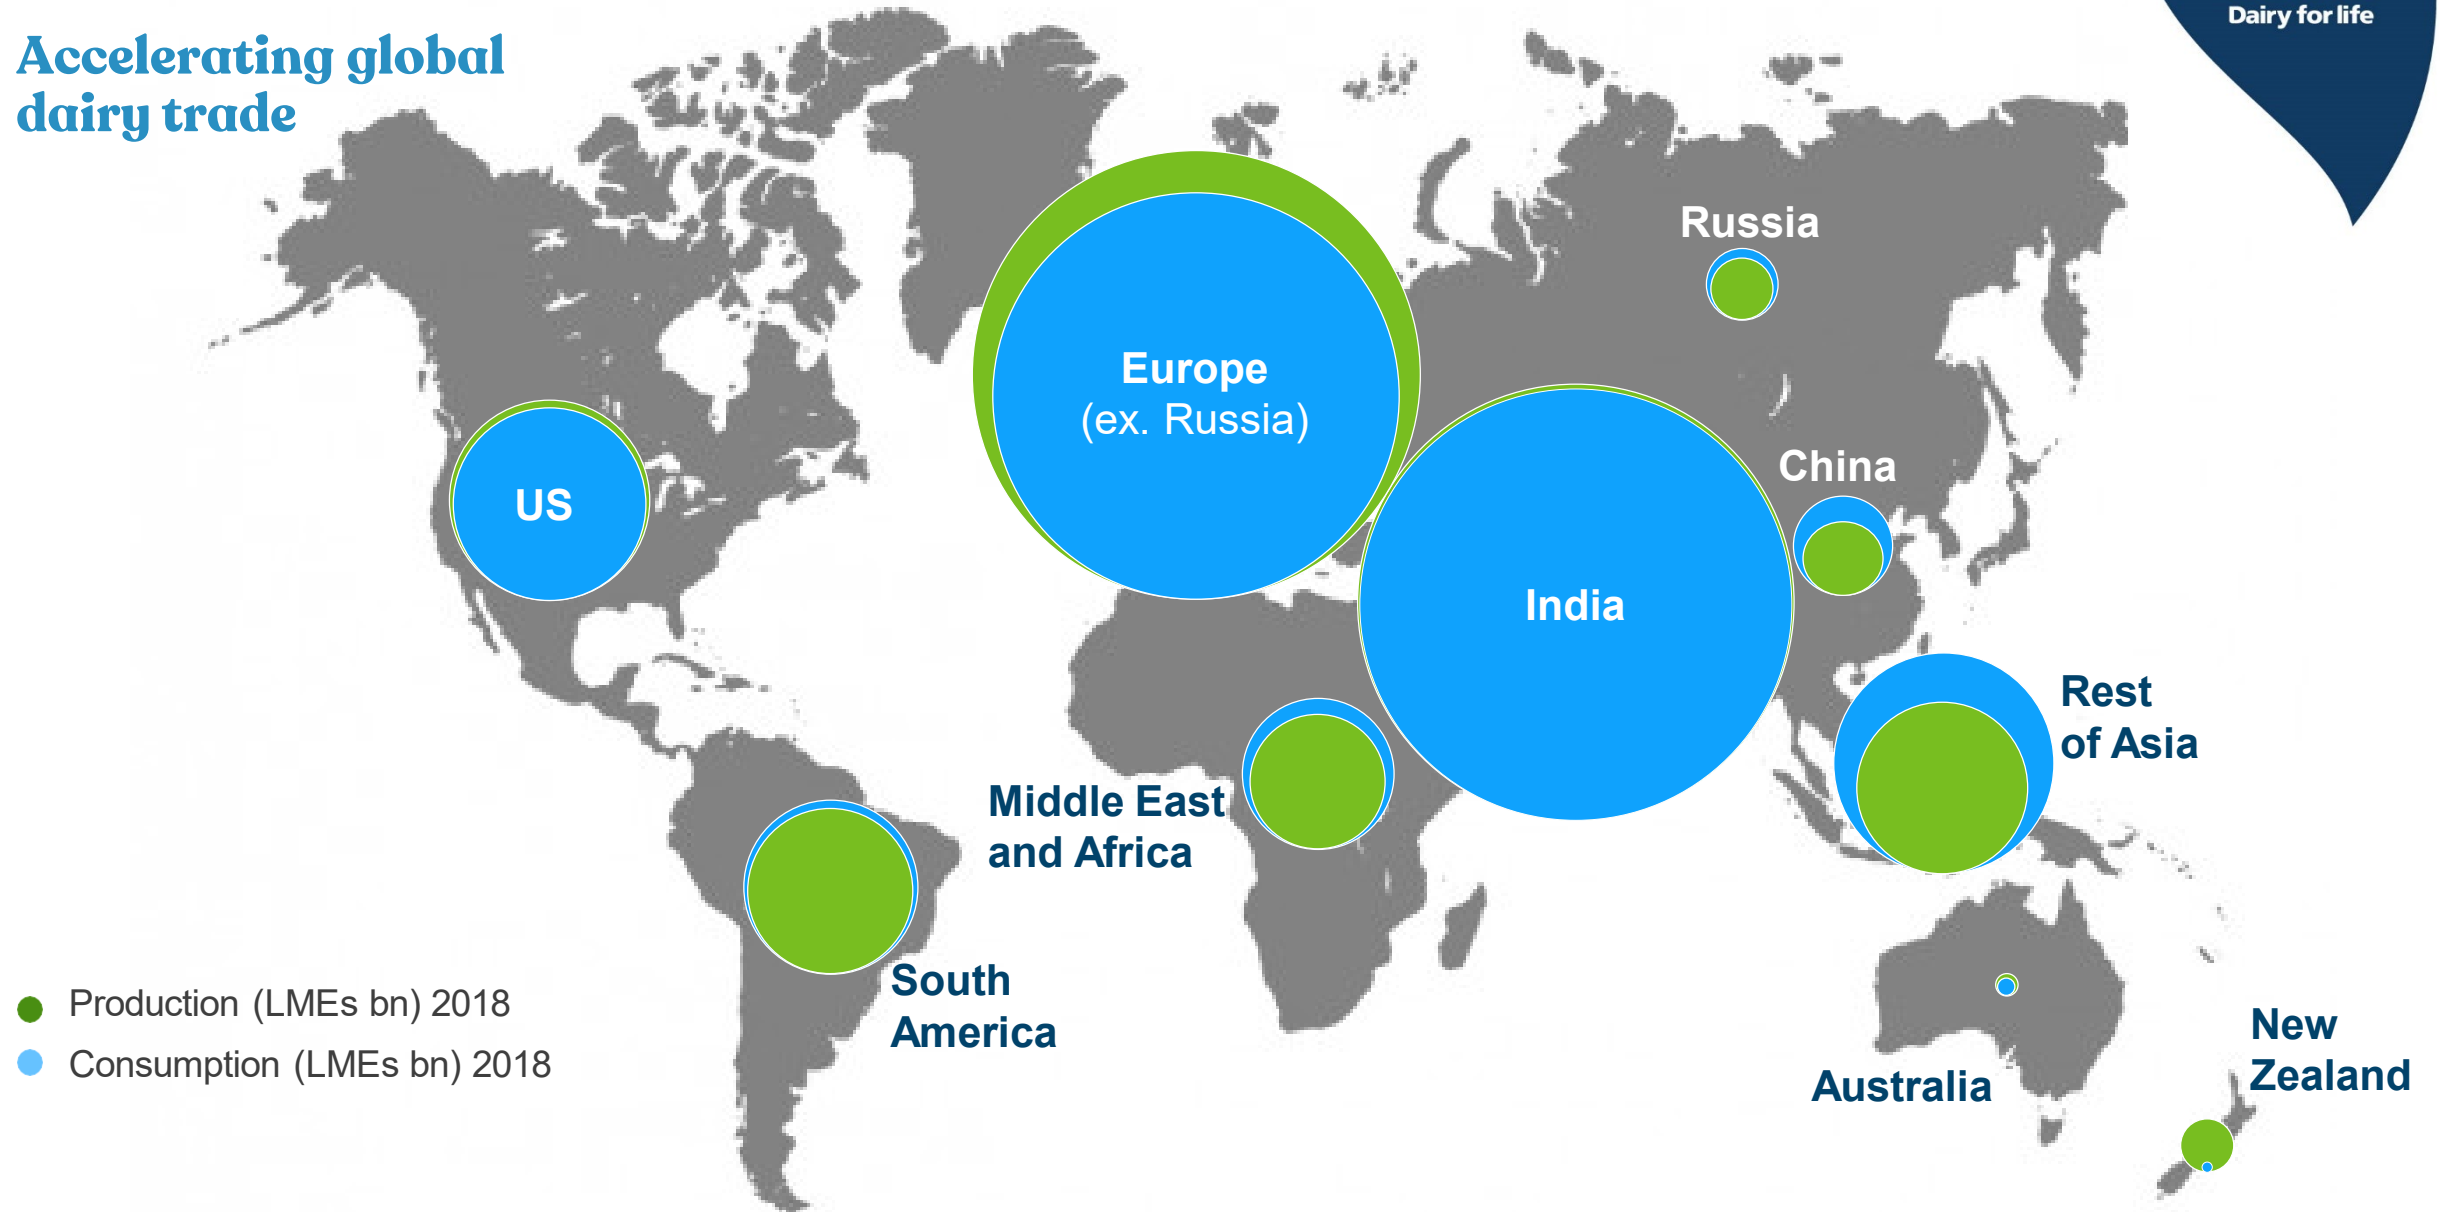 Accelerating global
dairy trade
Dairy for life
Russia
Europe
(ex. Russia)
China
US
India
Rest
of Asia
Middle East
and Africa
South
America
Production (LMEs bn) 2018
Consumption (LMEs bn) 2018
Australia
New
Zealand